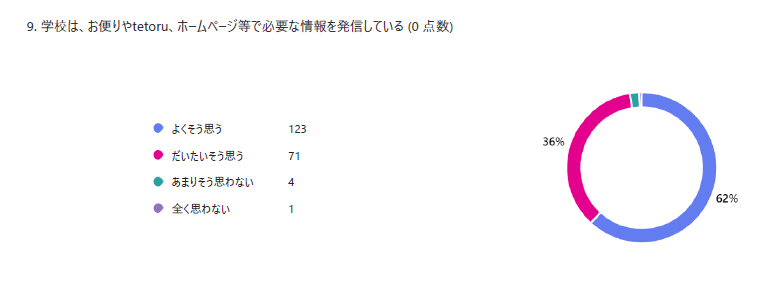 9. 学校は、お便りやtetoru、ホームページ等で必要な情報を発信している (0 点数)
よくそう思う 123
だいたいそう思う 71
あまりそう思わない 4
全く思わない 1
36%
62%